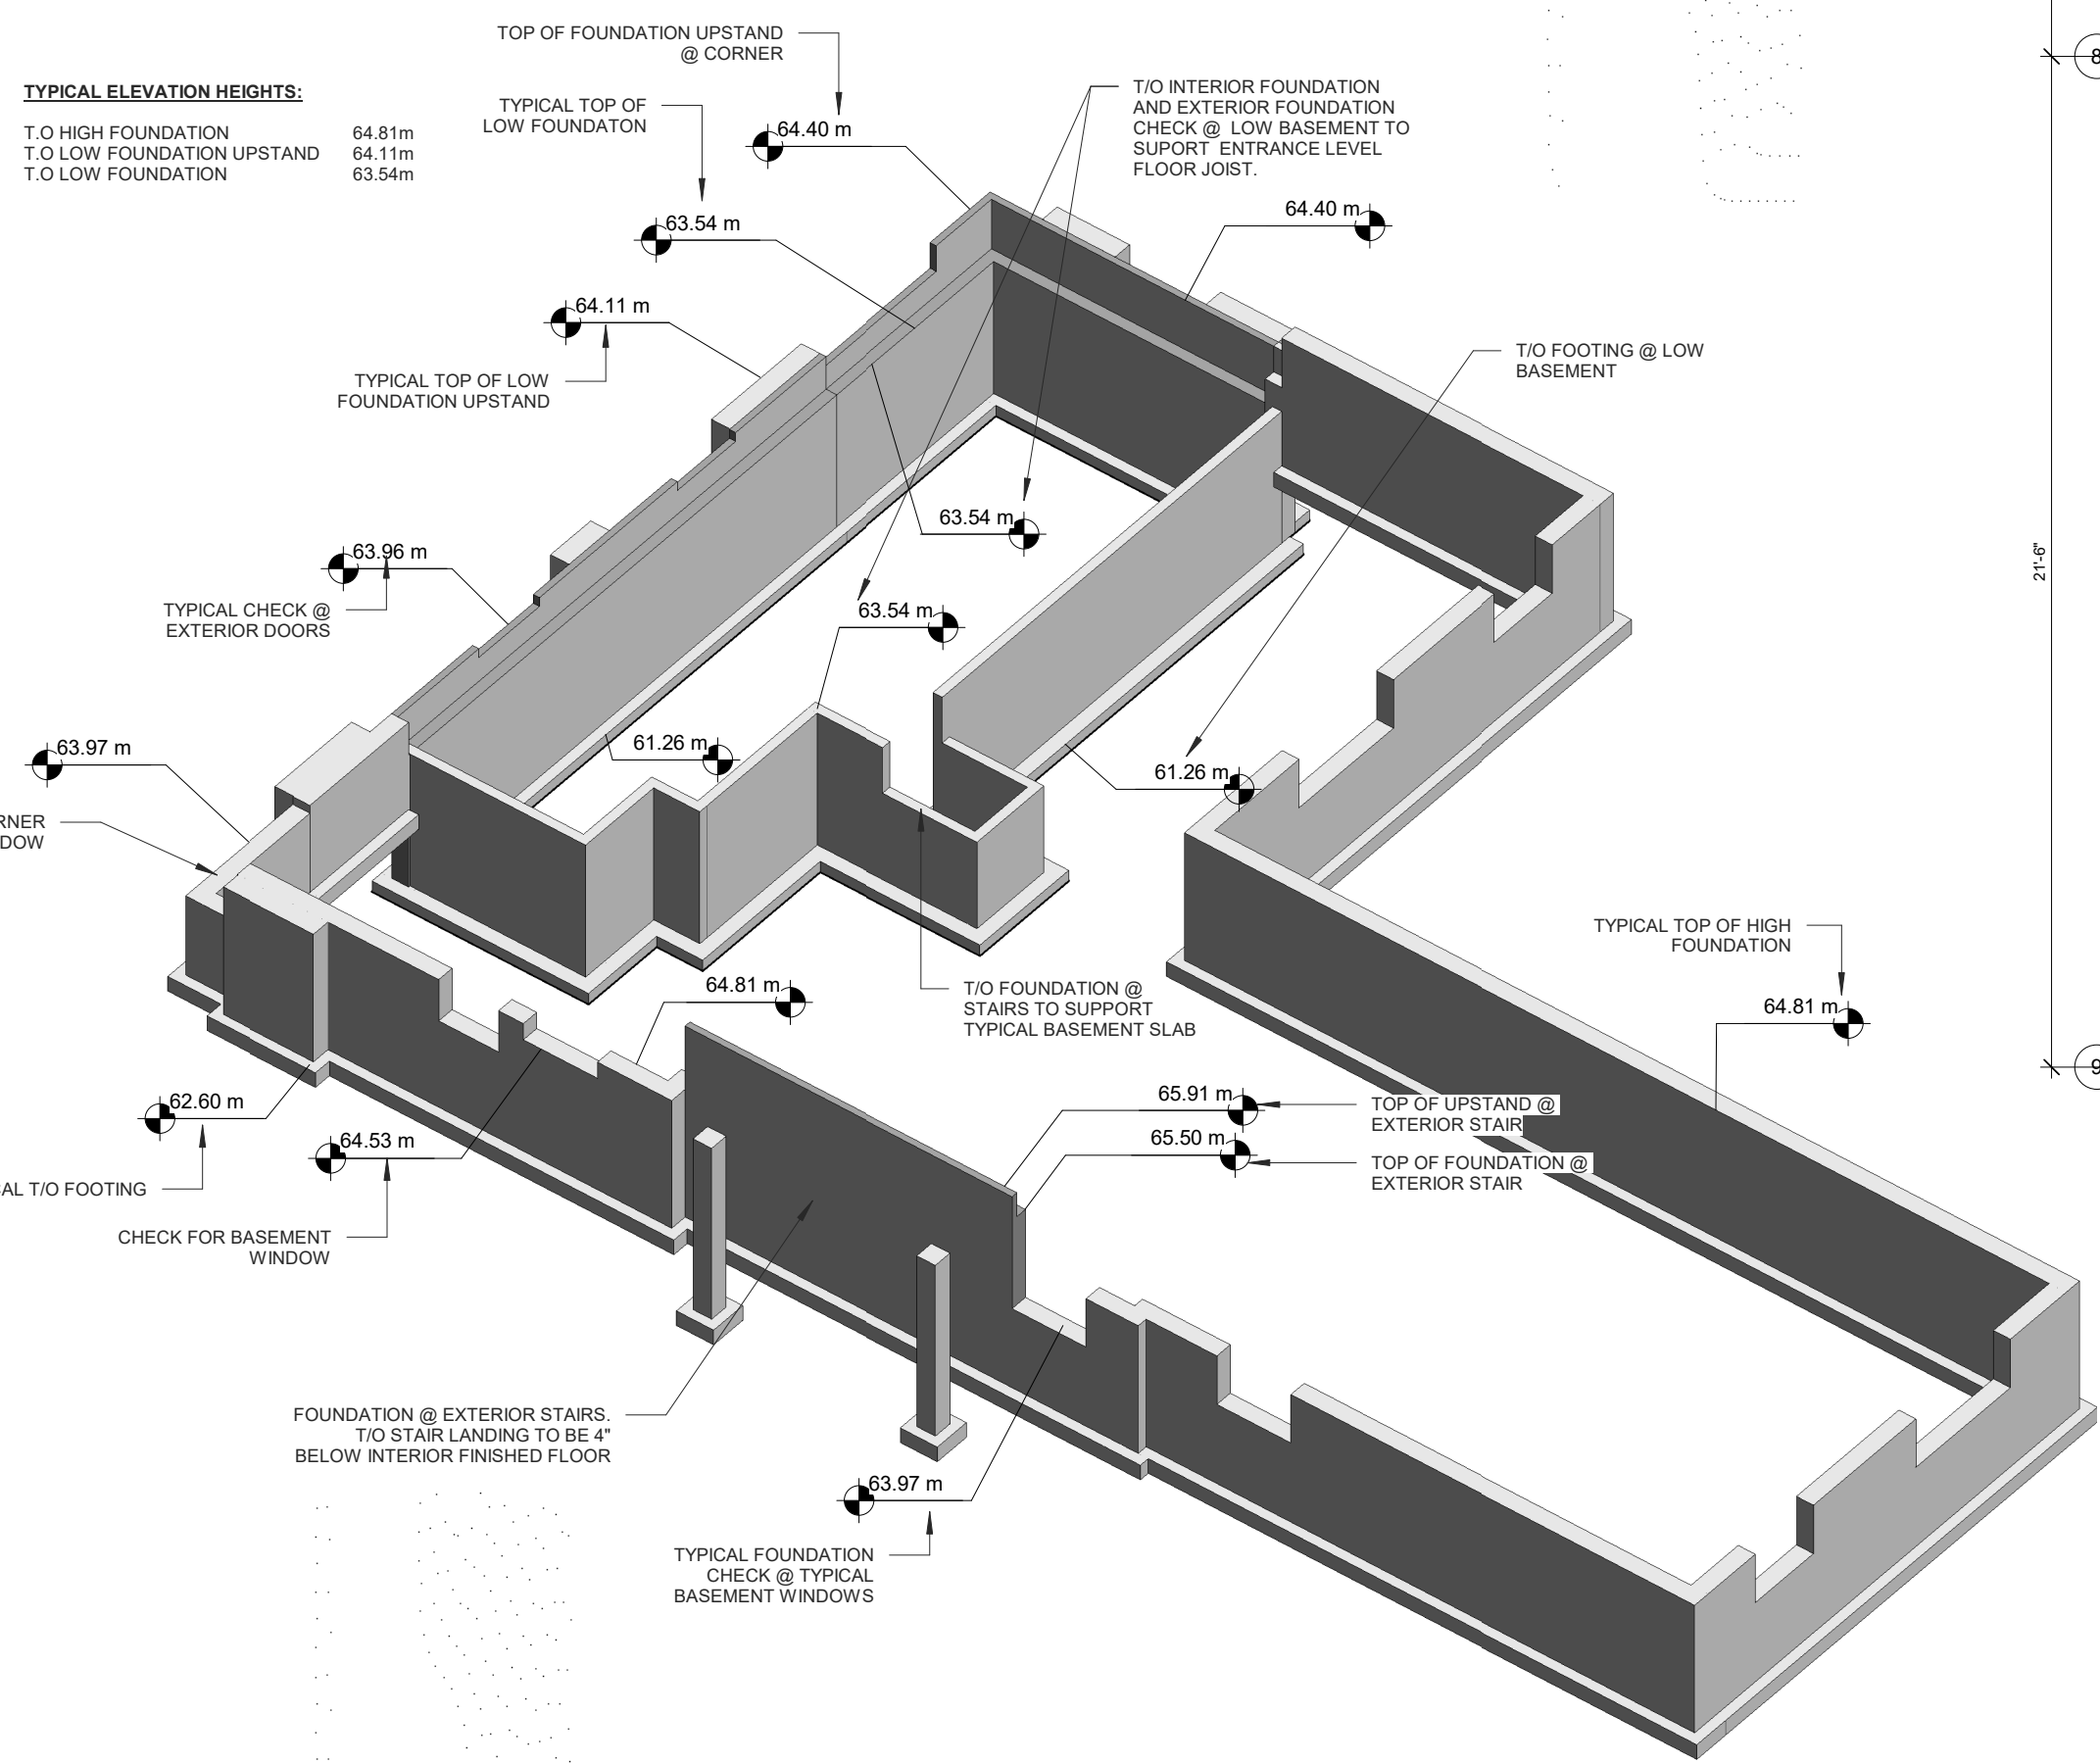 TOP OF FOUNDATION UPSTAND
@ CORNER
TYPICAL ELEVATION HEIGHTS:
T.O HIGH FOUNDATION 64.81m
T.O LOW FOUNDATION UPSTAND 64.11m
T.O LOW FOUNDATION 63.54m
TYPICAL TOP OF
LOW FOUNDATON
64.40 m
T/O INTERIOR FOUNDATION
AND EXTERIOR FOUNDATION
CHECK @ LOW BASEMENT TO
SUPORT ENTRANCE LEVEL
FLOOR JOIST.
8
63.54 m
64.40 m
64.11 m
TYPICAL TOP OF LOW
FOUNDATION UPSTAND
T/O FOOTING @ LOW
BASEMENT
63.54 m
63.96 m
TYPICAL CHECK @
EXTERIOR DOORS
63.54 m
21'-6"
63.97 m
61.26 m
61.26 m
RNER
DOW
TYPICAL TOP OF HIGH
FOUNDATION
64.81 m
64.81 m
T/O FOUNDATION @
STAIRS TO SUPPORT
TYPICAL BASEMENT SLAB
9
62.60 m
AL T/O FOOTING
64.53 m
CHECK FOR BASEMENT
WINDOW
65.91 m
TOP OF UPSTAND @
EXTERIOR STAIR
65.50 m
TOP OF FOUNDATION @
EXTERIOR STAIR
FOUNDATION @ EXTERIOR STAIRS.
T/O STAIR LANDING TO BE 4"
BELOW INTERIOR FINISHED FLOOR
63.97 m
TYPICAL FOUNDATION
CHECK @ TYPICAL
BASEMENT WINDOWS